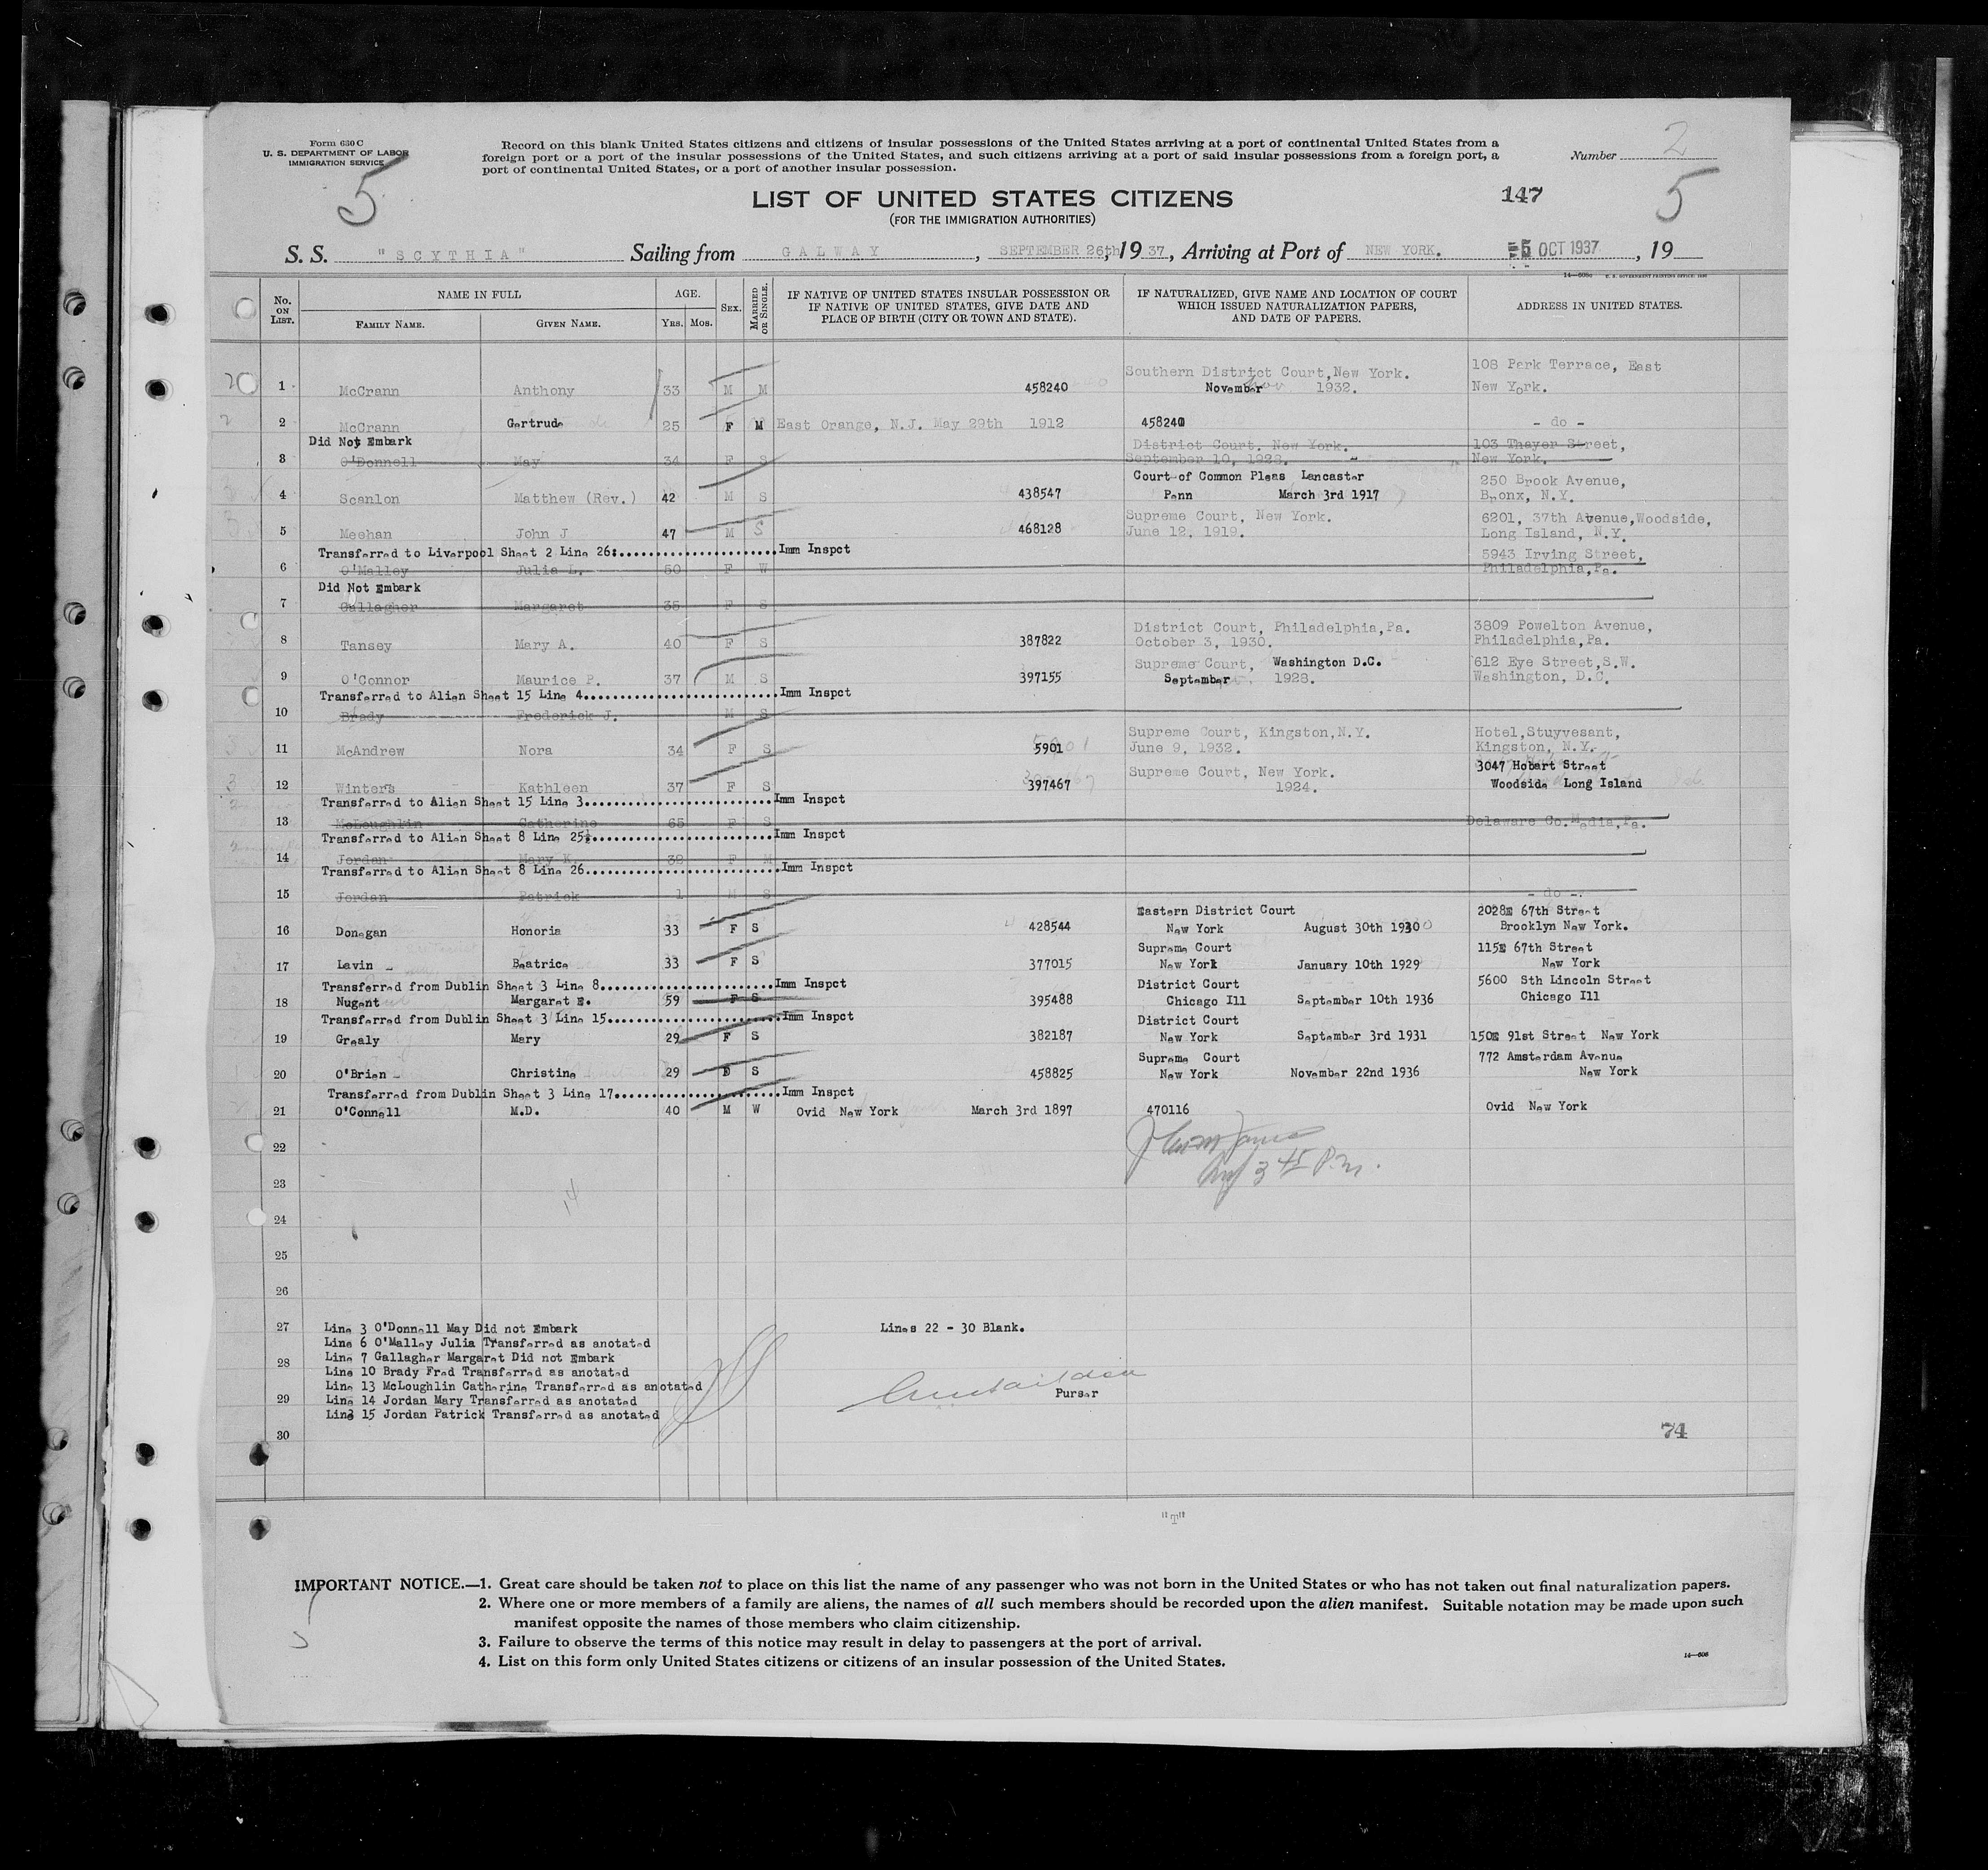 Form 630 C
U. S. DEPARTMENT OF LABOR
IMMIGRATION SERVICE
5
Record on this blank United States citizens and citizens of insular possessions of the United States arriving at a port of continental United States from a
foreign port or a port of the insular possessions of the United States, and such citizens arriving at a port of said insular possessions from a foreign port, a
port of continental United States, or a port of another insular possession.
Number 2
LIST OF UNITED STATES CITIZENS
(FOR THE IMMIGRATION AUTHORITIES)
147
5
S. S. "SCYTHIA" Sailing from GALWAY, SEPTEMBER 26th, 1937, Arriving at Port of NEW YORK. 5 OCT 1937, 19
No. ON LIST. NAME IN FULL FAMILY NAME. GIVEN NAME. AGE. YRS. MOS. SEX. MARRIED OR SINGLE.
IF NATIVE OF UNITED STATES INSULAR POSSESSION OR
IF NATIVE OF UNITED STATES, GIVE DATE AND
PLACE OF BIRTH (CITY OR TOWN AND STATE).
IF NATURALIZED, GIVE NAME AND LOCATION OF COURT
WHICH ISSUED NATURALIZATION PAPERS,
AND DATE OF PAPERS.
ADDRESS IN UNITED STATES.
Southern District Court, New York. 108 Park Terrace, East
1 McCrann Anthony 33 M M 458240 November 1932. New York.
2 McCrann Gertrude 25 F M East Orange, N.J. May 29th 1912 458240 - do -
Did Not Embark District Court. New York. 103 Thayer Street,
3 O'Donnell May 34 F S September 10, 1928. New York.
Court of Common Pleas Lancaster 250 Brook Avenue,
4 Scanlon Matthew (Rev.) 42 M S 438547 Penn March 3rd 1917 Bronx, N.Y.
Supreme Court, New York. 6201, 37th Avenue, Woodside,
5 Meehan John J 47 M S 468128 June 12, 1919. Long Island, N.Y.
Transferred to Liverpool Sheet 2 Line 26: Imm Inspct 5943 Irving Street,
6 O'Malley Julia L. 50 F W Philadelphia, Pa.
Did Not Embark
7 Gallagher Margaret 35 F S
District Court, Philadelphia, Pa. 3809 Powelton Avenue,
8 Tansey Mary A. 40 F S 387822 October 3, 1930. Philadelphia, Pa.
Supreme Court, Washington D.C. 612 Eye Street, S.W.
9 O'Connor Maurice P. 37 M S 397155 September 1928. Washington, D.C.
Transferred to Alien Sheet 15 Line 4 Imm Inspct
10 Brady Frederick J. M S
Supreme Court, Kingston, N.Y. Hotel, Stuyvesant,
11 McAndrew Nora 34 F S 5901 June 9, 1932. Kingston, N.Y.
Supreme Court, New York. 3047 Hobart Street
12 Winters Kathleen 37 F S 397467 1924. Woodside Long Island
Transferred to Alien Sheet 15 Line 3 Imm Inspct
13 McLoughlin Catherine 65 F S Delaware Co. Media, Pa.
Transferred to Alien Sheet 8 Line 25 Imm Inspct
14 Jordan Mary K. F M
Transferred to Alien Sheet 8 Line 26 Imm Inspct
15 Jordan Patrick 1 M S - do -
Eastern District Court 2028E 67th Street
16 Donegan Honoria 33 F S 428544 New York August 30th 1930 Brooklyn New York.
Supreme Court 115E 67th Street
17 Lavin Beatrice 33 F S 377015 New York January 10th 1929 New York
Transferred from Dublin Sheet 3 Line 8 Imm Inspct District Court 5600 Sth Lincoln Street
18 Nugent Margaret E. 59 F S 395488 Chicago Ill September 10th 1936 Chicago Ill
Transferred from Dublin Sheet 3 Line 15 Imm Inspct District Court
19 Grealy Mary 29 F S 382187 New York September 3rd 1931 150E 91st Street New York
Supreme Court 772 Amsterdam Avenue
20 O'Brien Christine 29 F S 458825 New York November 22nd 1936 New York
Transferred from Dublin Sheet 3 Line 17 Imm Inspct
21 O'Connell M.D. 40 M W Ovid New York March 3rd 1897 470116 Ovid New York
22
3 45 P.M.
23
14
24
25
26
27 Line 3 O'Donnell May Did not Embark Lines 22 - 30 Blank.
Line 6 O'Malley Julia Transferred as anotated
28 Line 7 Gallagher Margaret Did not Embark
Line 10 Brady Fred Transferred as anotated
Line 13 McLoughlin Catherine Transferred as anotated
29 Line 14 Jordan Mary Transferred as anotated
Purser
Line 15 Jordan Patrick Transferred as anotated
30
74
"T"
IMPORTANT NOTICE.—1. Great care should be taken not to place on this list the name of any passenger who was not born in the United States or who has not taken out final naturalization papers.
2. Where one or more members of a family are aliens, the names of all such members should be recorded upon the alien manifest. Suitable notation may be made upon such
manifest opposite the names of those members who claim citizenship.
3. Failure to observe the terms of this notice may result in delay to passengers at the port of arrival.
4. List on this form only United States citizens or citizens of an insular possession of the United States.
14—608